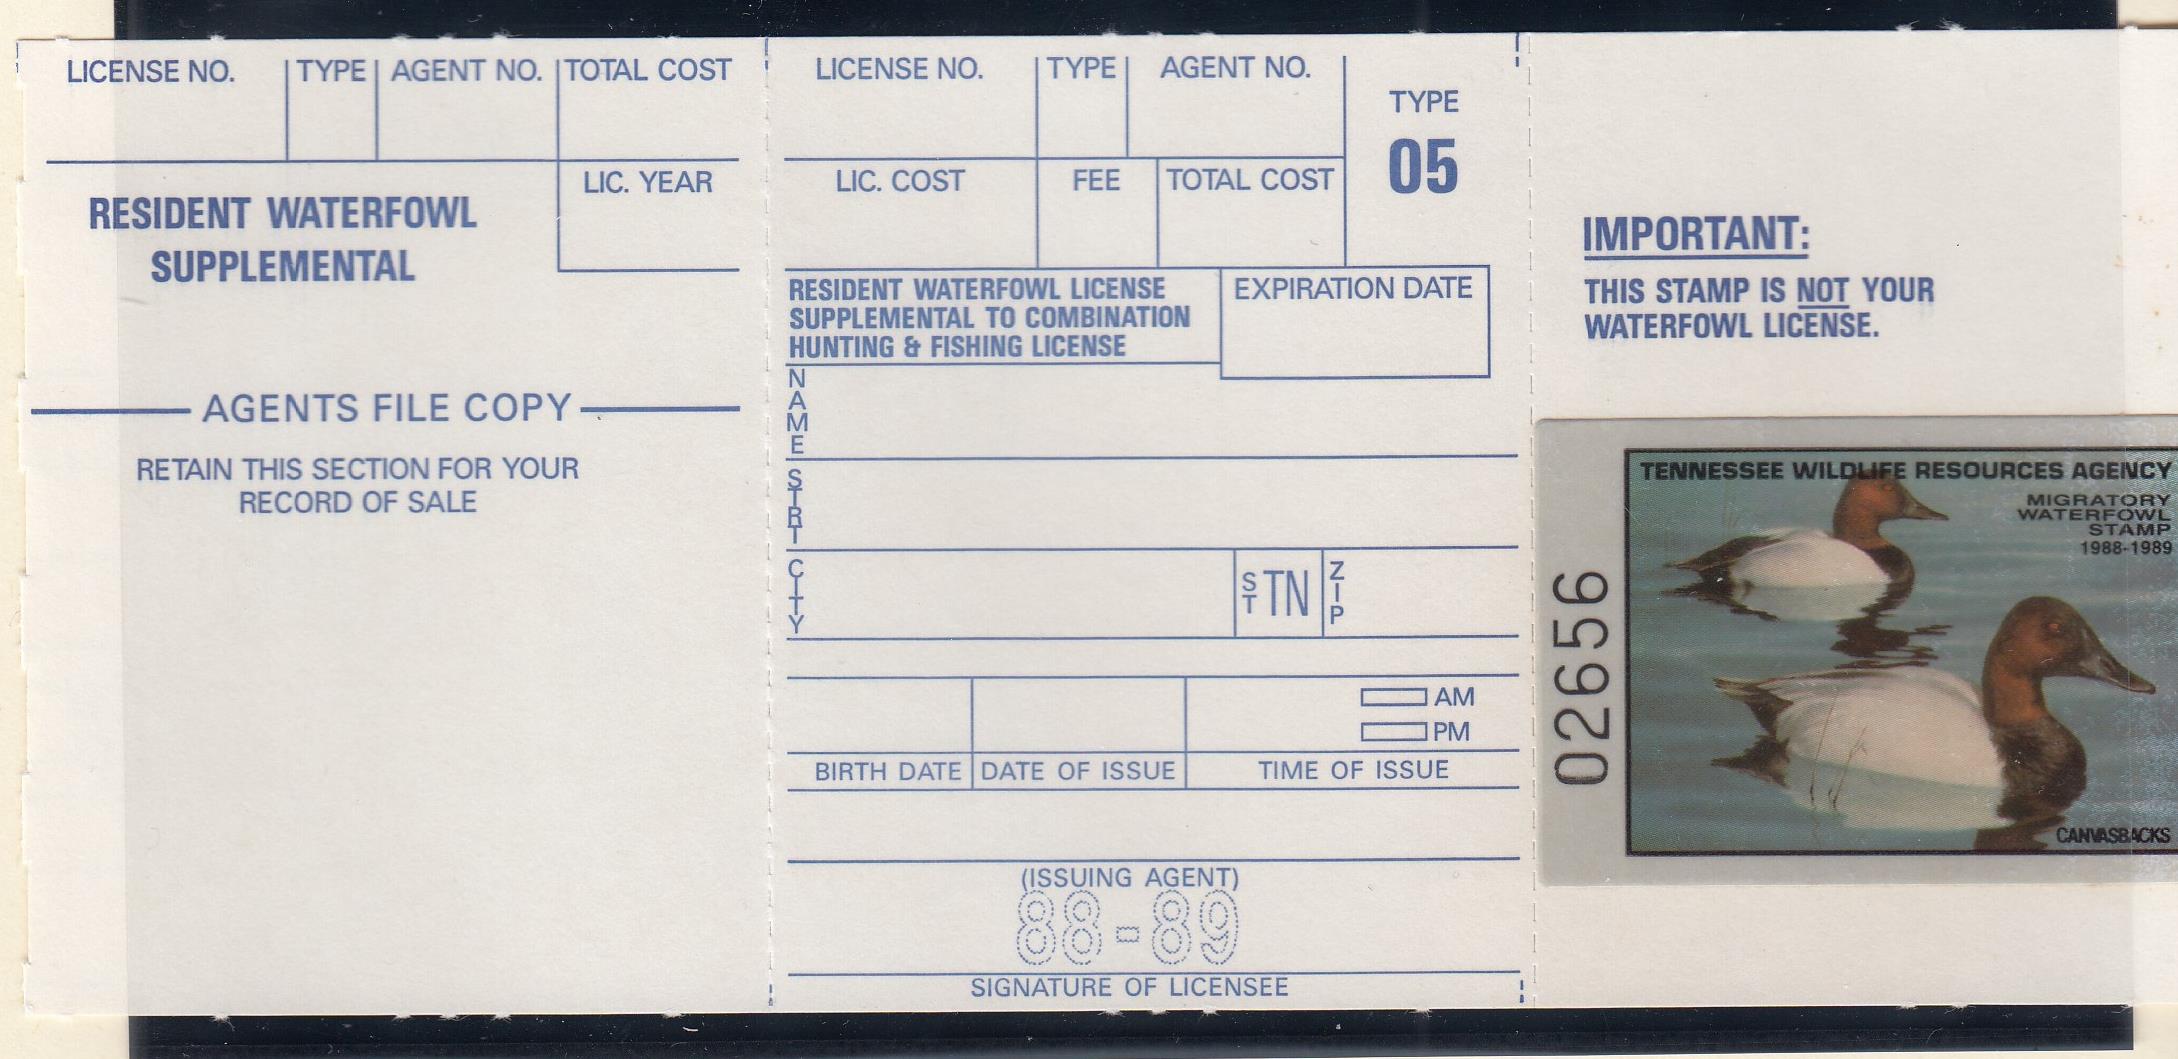 LICENSE NO. TYPE AGENT NO. TOTAL COST
LIC. YEAR
RESIDENT WATERFOWL
SUPPLEMENTAL
AGENTS FILE COPY
RETAIN THIS SECTION FOR YOUR
RECORD OF SALE
LICENSE NO. TYPE AGENT NO.
TYPE
05
LIC. COST FEE TOTAL COST
RESIDENT WATERFOWL LICENSE
SUPPLEMENTAL TO COMBINATION
HUNTING & FISHING LICENSE
EXPIRATION DATE
NAME
STRT
CITY ST TN ZIP
AM
PM
BIRTH DATE DATE OF ISSUE TIME OF ISSUE
(ISSUING AGENT)
88-89
SIGNATURE OF LICENSEE
IMPORTANT:
THIS STAMP IS NOT YOUR
WATERFOWL LICENSE.
02656
TENNESSEE WILDLIFE RESOURCES AGENCY
MIGRATORY
WATERFOWL
STAMP
1988-1989
CANVASBACKS